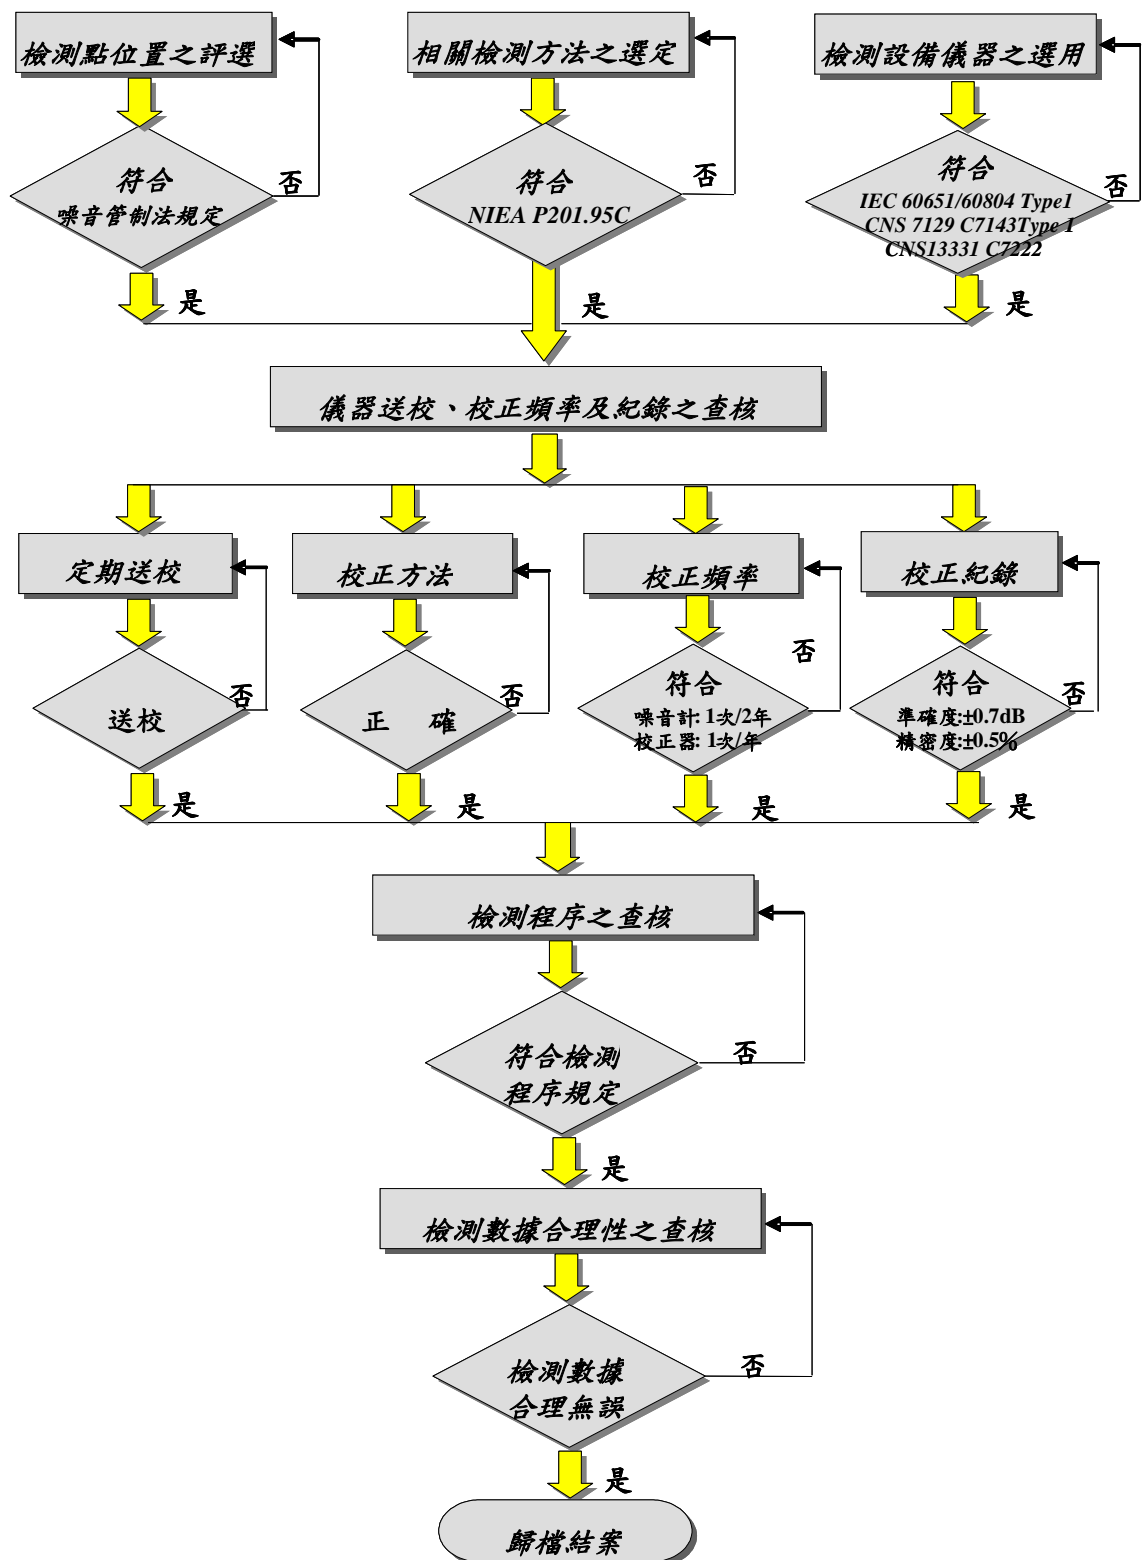 檢測點位置之評選
相關檢測方法之選定
檢測設備儀器之選用
符合
噪音管制法規定
否
符合
NIEA P201.95C
否
符合
IEC 60651/60804 Type1
CNS 7129 C7143Type 1
CNS13331 C7222
否
是
是
是
儀器送校、校正頻率及紀錄之查核
定期送校
校正方法
校正頻率
校正紀錄
送校
否
正 確
否
符合
噪音計: 1次/2年
校正器: 1次/年
否
符合
準確度:±0.7dB
精密度:±0.5%
否
是
是
是
是
檢測程序之查核
符合檢測
程序規定
否
是
檢測數據合理性之查核
檢測數據
合理無誤
否
是
歸檔結案